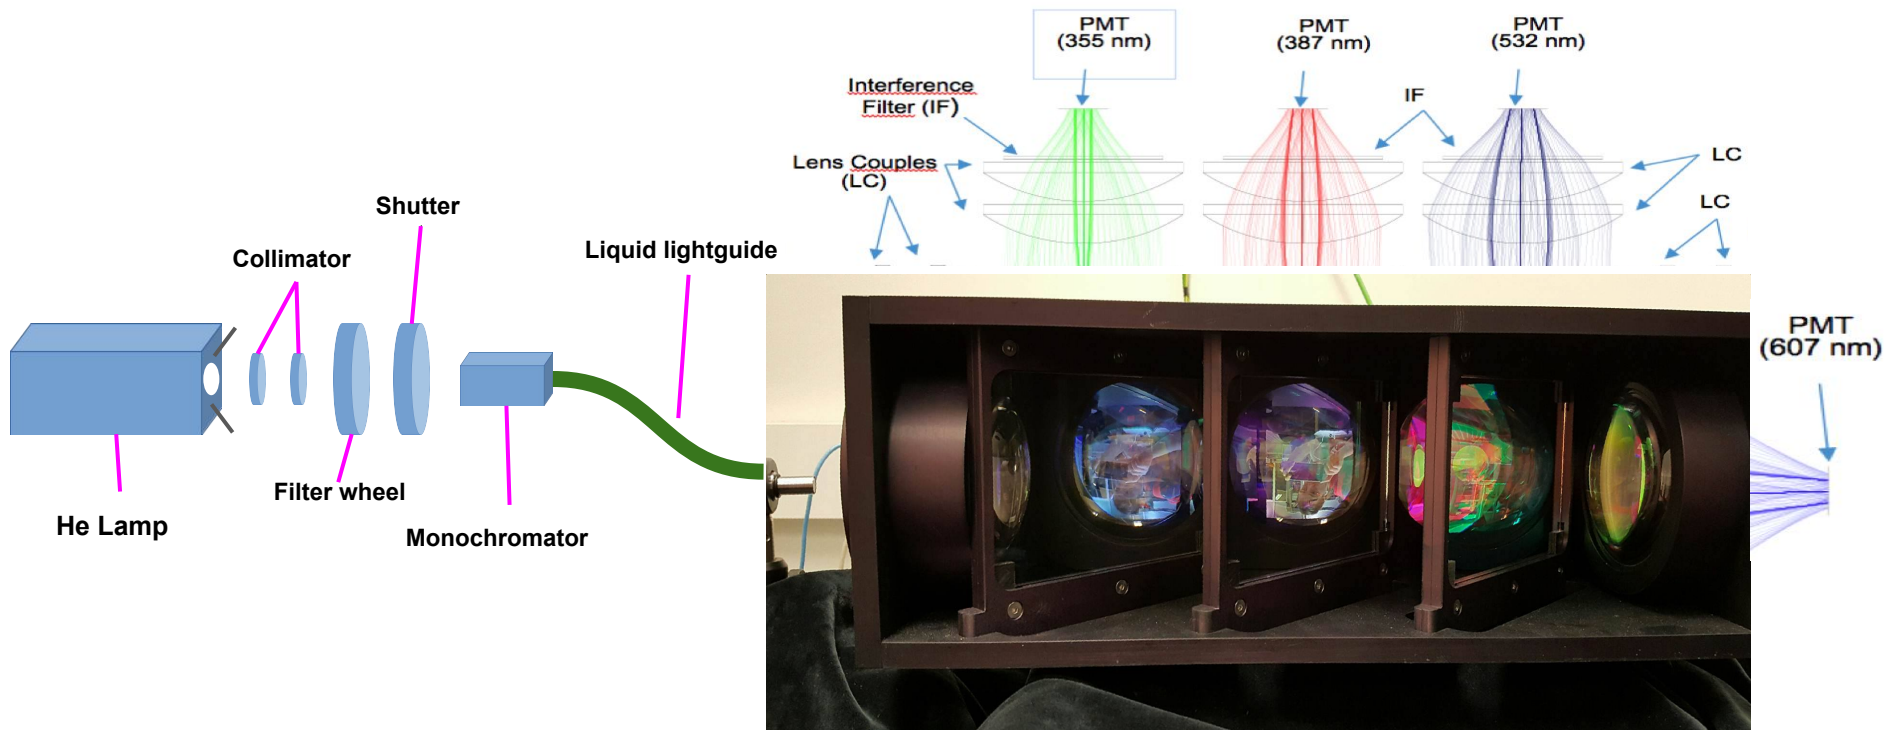 PMT
(355 nm)
PMT
(387 nm)
PMT
(532 nm)
Interference
Filter (IF)
IF
Lens Couples
(LC)
LC
LC
Shutter
Collimator
Liquid lightguide
PMT
(607 nm)
Filter wheel
He Lamp
Monochromator